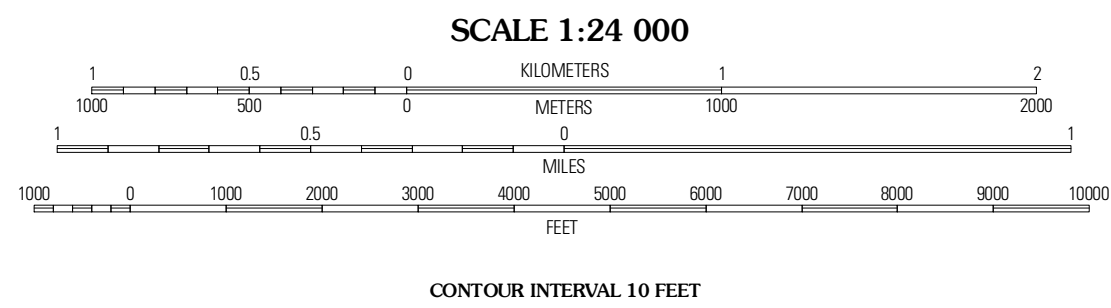 SCALE 1:24 000
1 0.5 0 KILOMETERS 1 2
1000 500 0 METERS 1000 2000
1 0.5 0 1
MILES
1000 0 1000 2000 3000 4000 5000 6000 7000 8000 9000 10000
FEET
CONTOUR INTERVAL 10 FEET